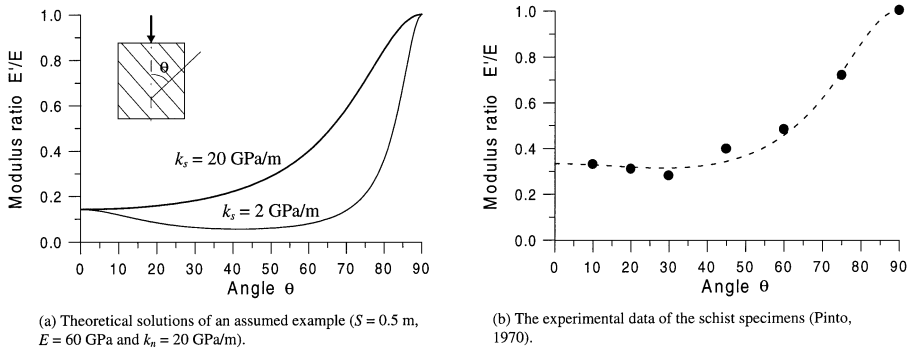 Modulus ratio E'/E
1.0
0.8
0.6
0.4
0.2
0.0
θ
kₛ = 20 GPa/m
kₛ = 2 GPa/m
0 10 20 30 40 50 60 70 80 90
Angle θ
(a) Theoretical solutions of an assumed example (S = 0.5 m,
E = 60 GPa and kₙ = 20 GPa/m).
Modulus ratio E'/E
1.0
0.8
0.6
0.4
0.2
0.0
0 10 20 30 40 50 60 70 80 90
Angle θ
(b) The experimental data of the schist specimens (Pinto,
1970).